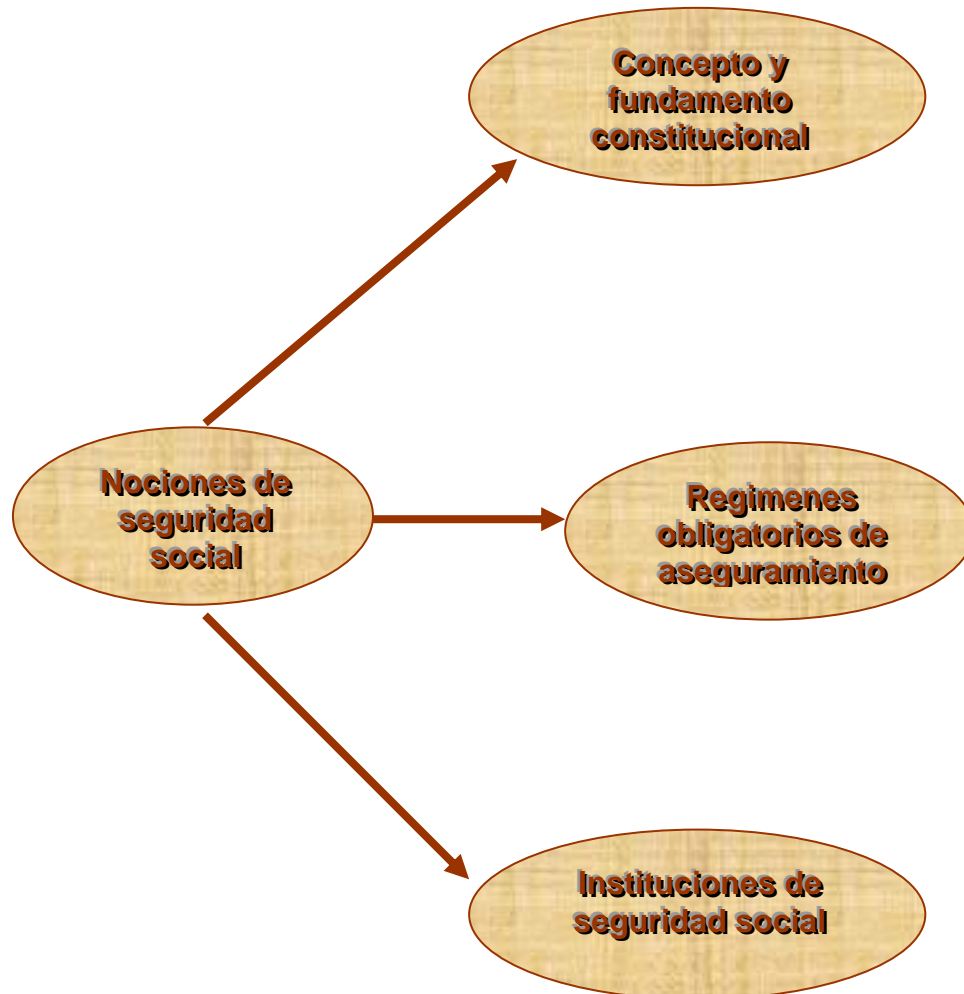 Concepto y
fundamento
constitucional
Nociones de
seguridad
social
Regimenes
obligatorios de
aseguramiento
Instituciones de
seguridad social